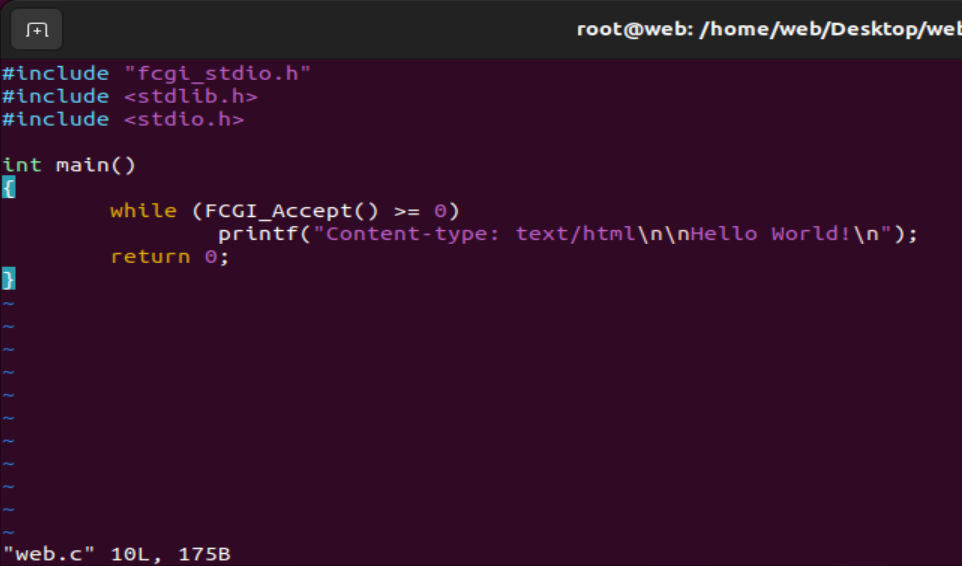 root@web: /home/web/Desktop/web
#include "fcgi_stdio.h"
#include <stdlib.h>
#include <stdio.h>
int main()
{
        while (FCGI_Accept() >= 0)
                printf("Content-type: text/html\n\nHello World!\n");
        return 0;
}
~
~
~
~
~
~
~
~
~
~
~
"web.c" 10L, 175B